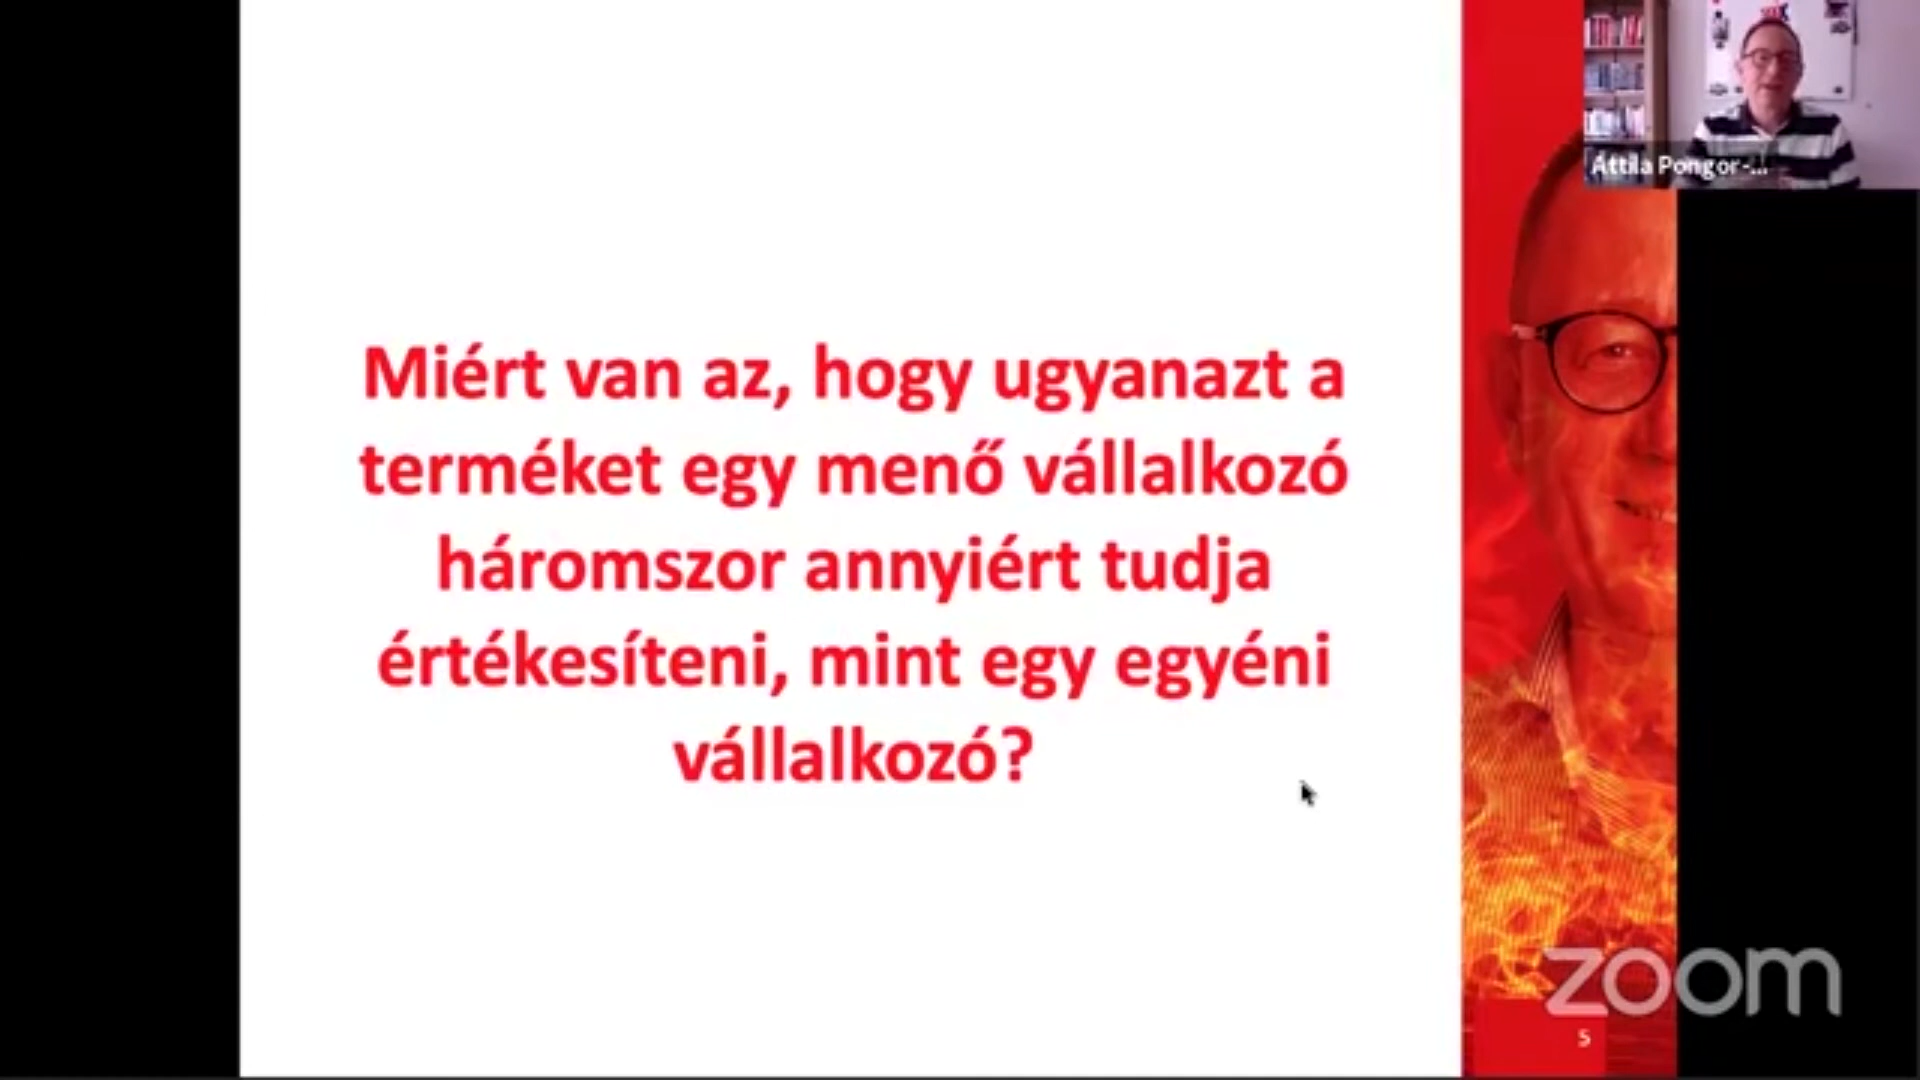 Miért van az, hogy ugyanazt a
terméket egy menő vállalkozó
háromszor annyiért tudja
értékesíteni, mint egy egyéni
vállalkozó?
Attila Pongor-...
zoom
5